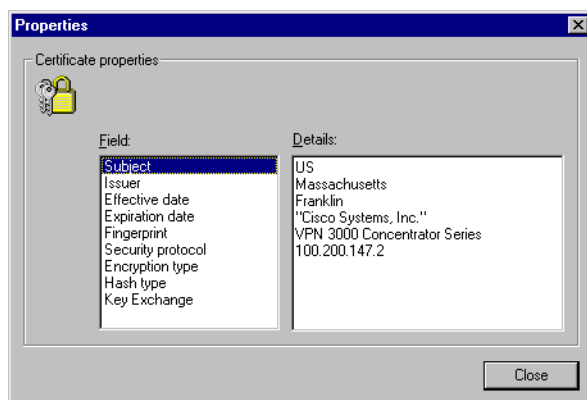 Properties
Certificate properties
Field:
Details:
Subject
Issuer
Effective date
Expiration date
Fingerprint
Security protocol
Encryption type
Hash type
Key Exchange
US
Massachusetts
Franklin
"Cisco Systems, Inc."
VPN 3000 Concentrator Series
100.200.147.2
Close